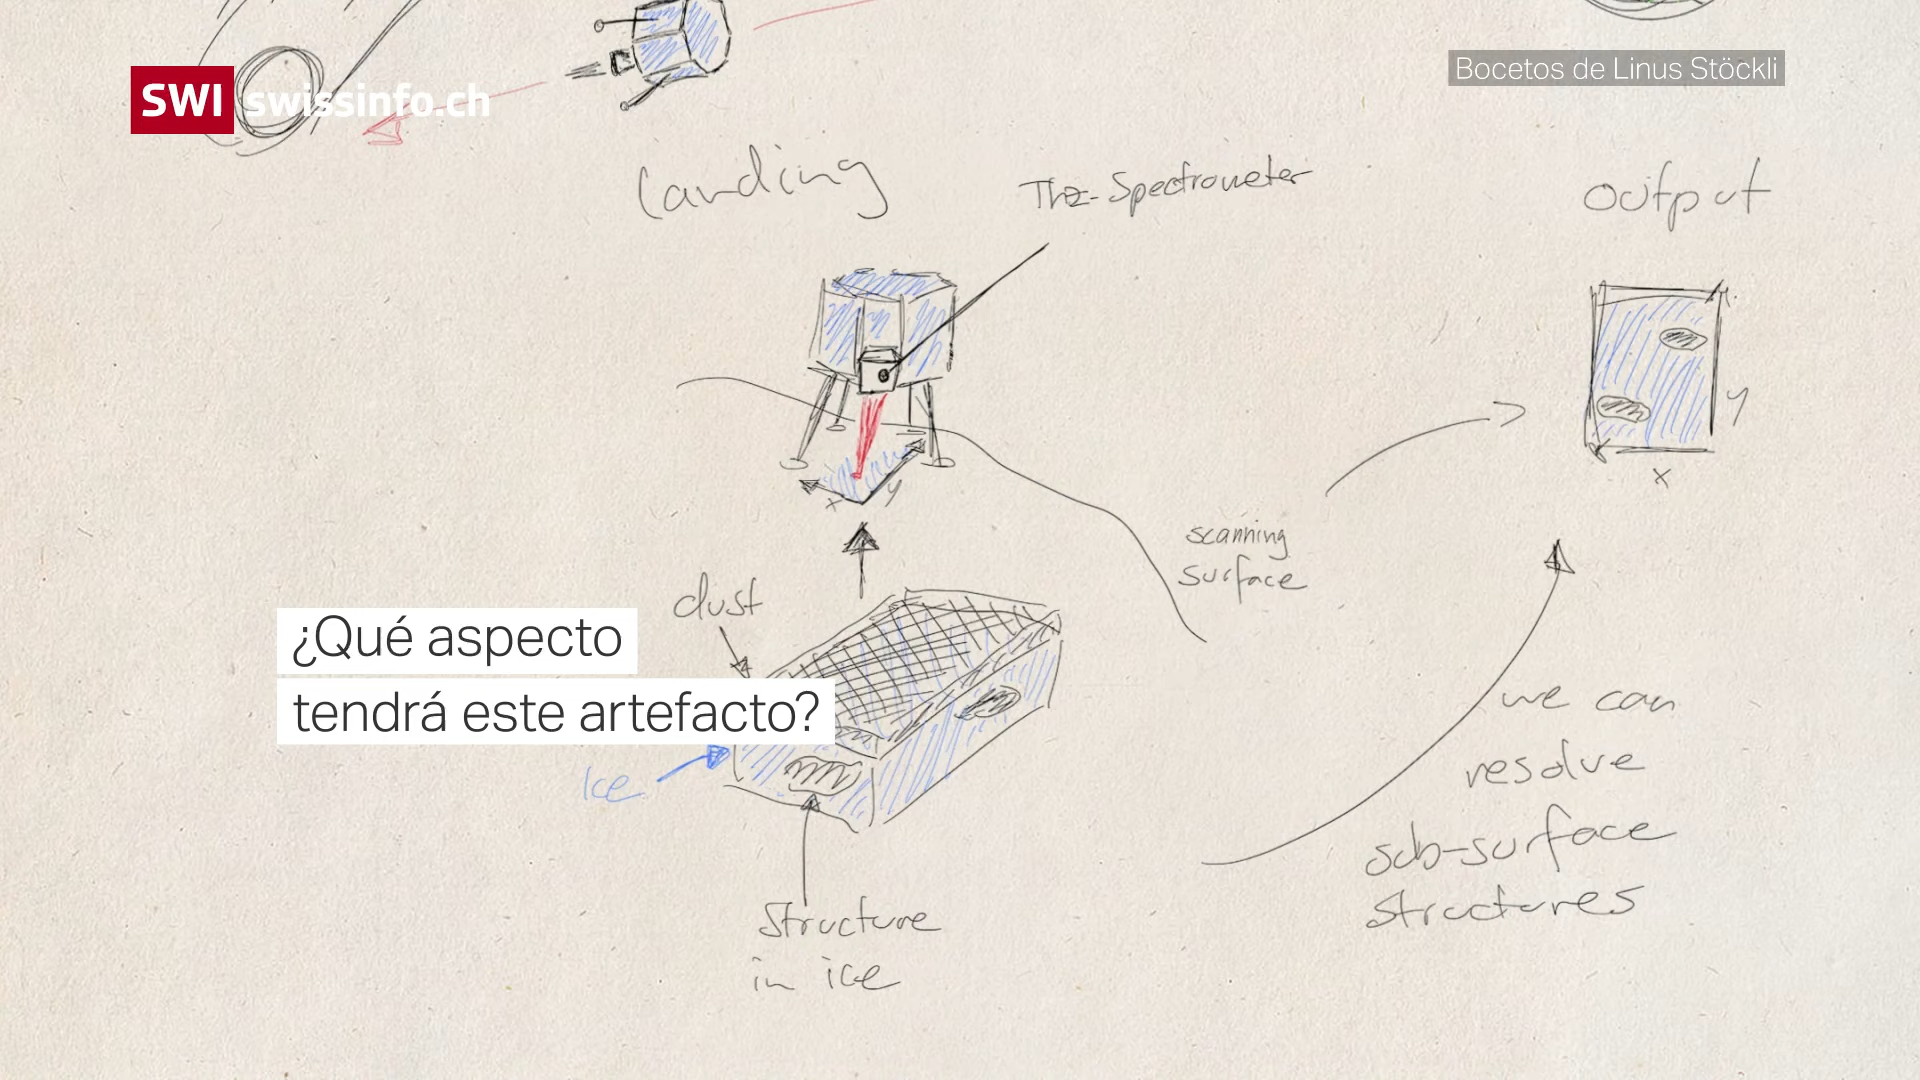 Bocetos de Linus Stöckli
SWI swissinfo.ch
landing
THz-Spectrometer
output
y
x
x
y
scanning
surface
dust
¿Qué aspecto
tendrá este artefacto?
Ice
we can
resolve
sub-surface
structures
Structure
in ice